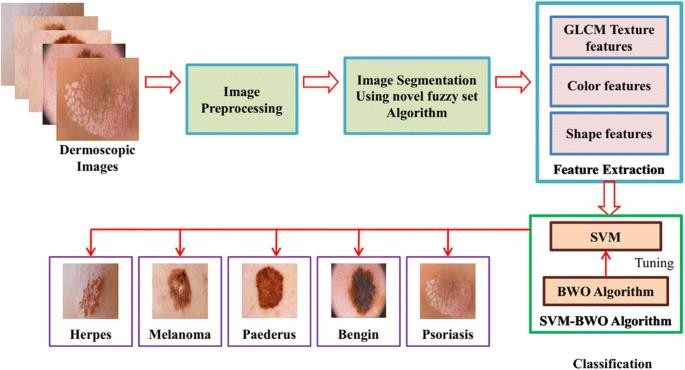 Dermoscopic
Images
Image
Preprocessing
Image Segmentation
Using novel fuzzy set
Algorithm
GLCM Texture
features
Color features
Shape features
Feature Extraction
SVM
Tuning
BWO Algorithm
SVM-BWO Algorithm
Classification
Herpes
Melanoma
Paederus
Bengin
Psoriasis